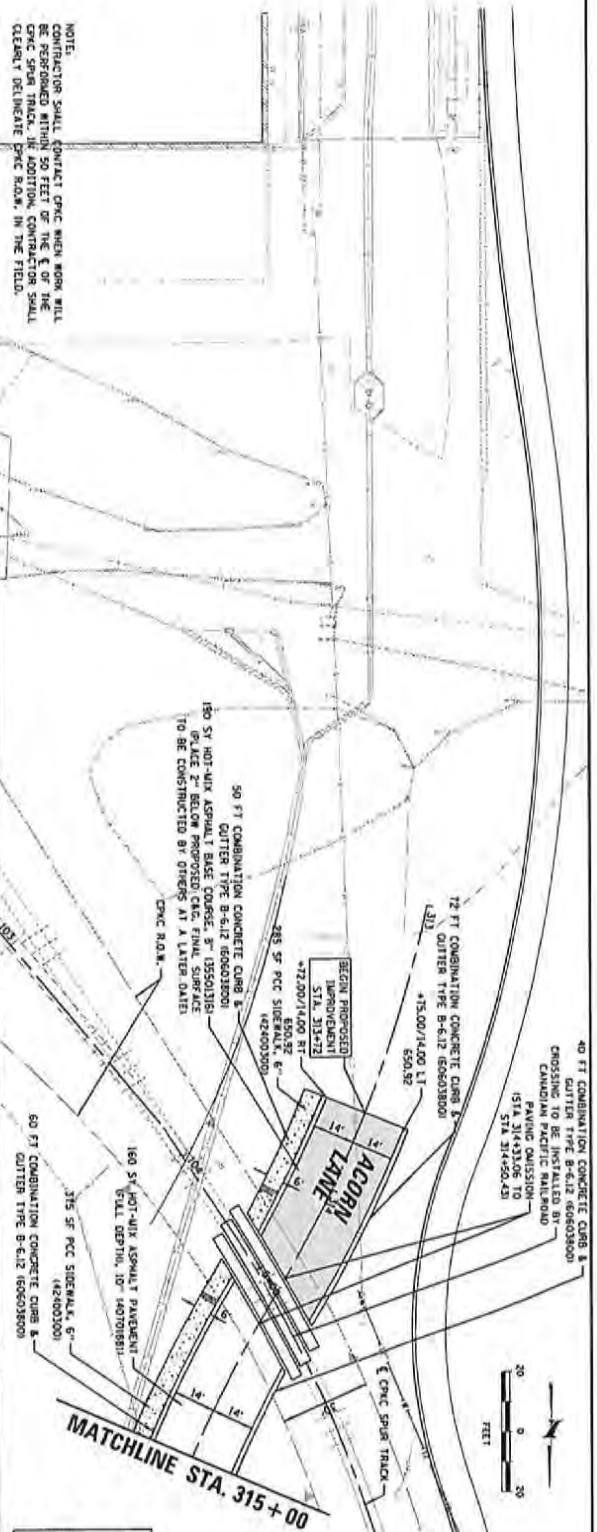 NOTE:
CONTRACTOR SHALL CONTACT CPKC WHEN WORK WILL
BE PERFORMED WITHIN 50 FEET OF THE ℄ OF THE
CPKC SPUR TRACK. IN ADDITION, CONTRACTOR SHALL
CLEARLY DELINEATE CPKC R.O.W. IN THE FIELD.
40 FT COMBINATION CONCRETE CURB &
GUTTER TYPE B-6.12 (60603800)
CROSSING TO BE INSTALLED BY
CANADIAN PACIFIC RAILROAD
PAVING OMISSION
(STA 314+33.06 TO
STA 314+50.43)
72 FT COMBINATION CONCRETE CURB &
GUTTER TYPE B-6.12 (60603800)
313
+75.00/14.00 LT
650.92
BEGIN PROPOSED
IMPROVEMENT
STA. 313+72
+72.00/14.00 RT
650.92
285 SF PCC SIDEWALK, 6"
(42400300)
50 FT COMBINATION CONCRETE CURB &
GUTTER TYPE B-6.12 (60603800)
190 SY HOT-MIX ASPHALT BASE COURSE, 8" (35501316)
(PLACE 2" BELOW PROPOSED C&G. FINAL SURFACE
TO BE CONSTRUCTED BY OTHERS AT A LATER DATE)
CPKC R.O.W.
103
104
14'
14'
ACORN
LANE
6'
6'
14'
14'
160 SY HOT-MIX ASPHALT PAVEMENT
(FULL DEPTH), 10" (40701881)
375 SF PCC SIDEWALK, 6"
(42400300)
60 FT COMBINATION CONCRETE CURB &
GUTTER TYPE B-6.12 (60603800)
℄ CPKC SPUR TRACK
MATCHLINE STA. 315+00
20
0
20
FEET
N